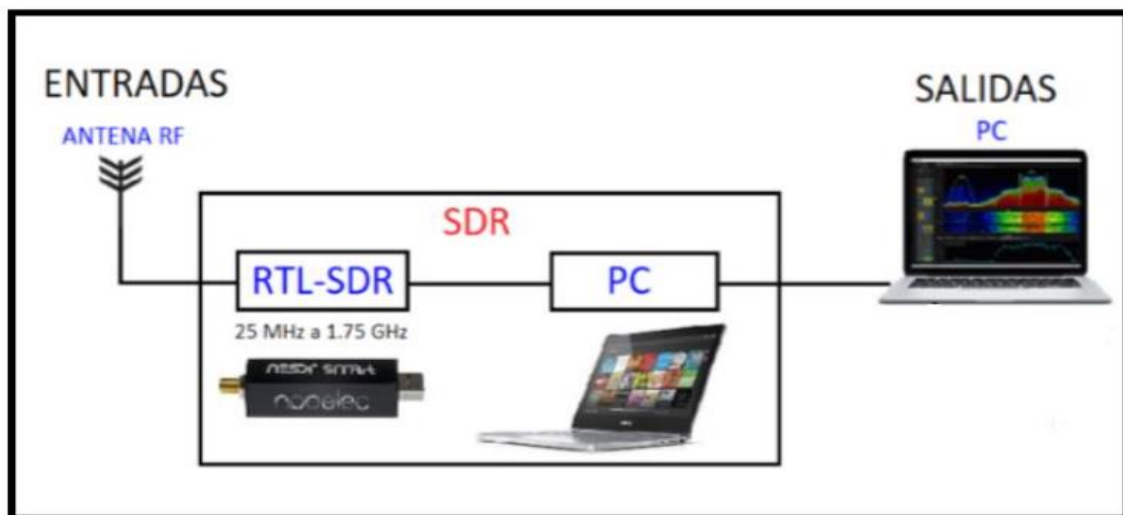 ENTRADAS
ANTENA RF
SALIDAS
PC
SDR
RTL-SDR
PC
25 MHz a 1.75 GHz
nooelec